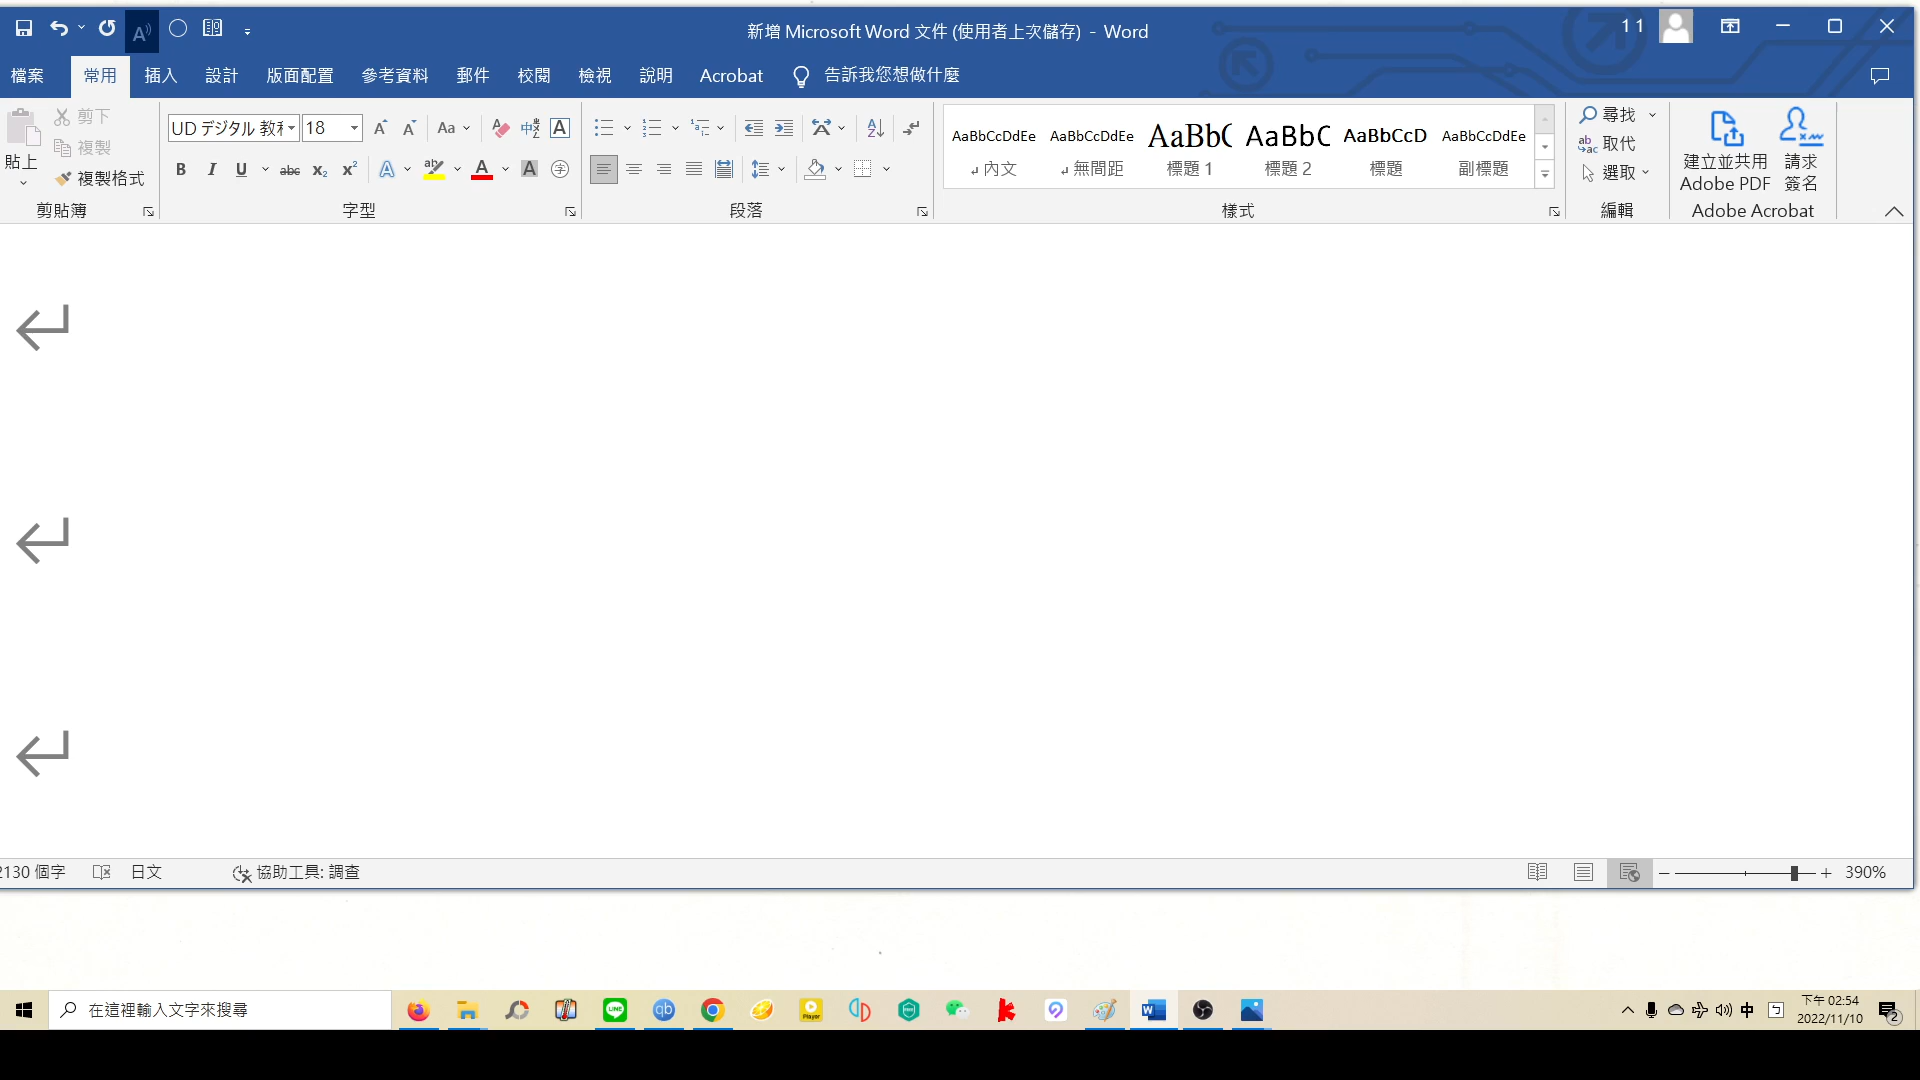 新增 Microsoft Word 文件 (使用者上次儲存) - Word
1 1
檔案 常用 插入 設計 版面配置 參考資料 郵件 校閱 檢視 說明 Acrobat 告訴我您想做什麼
貼上
剪下
複製
複製格式
剪貼簿
UD デジタル 教 18
字型
段落
AaBbCcDdEe AaBbCcDdEe AaBbC AaBbC AaBbCcD AaBbCcDdEe
內文 無間距 標題 1 標題 2 標題 副標題
樣式
尋找
取代
選取
編輯
建立並共用
Adobe PDF
請求
簽名
Adobe Acrobat
2130 個字 日文 協助工具: 調查 390%
在這裡輸入文字來搜尋
中
下午 02:54
2022/11/10
2